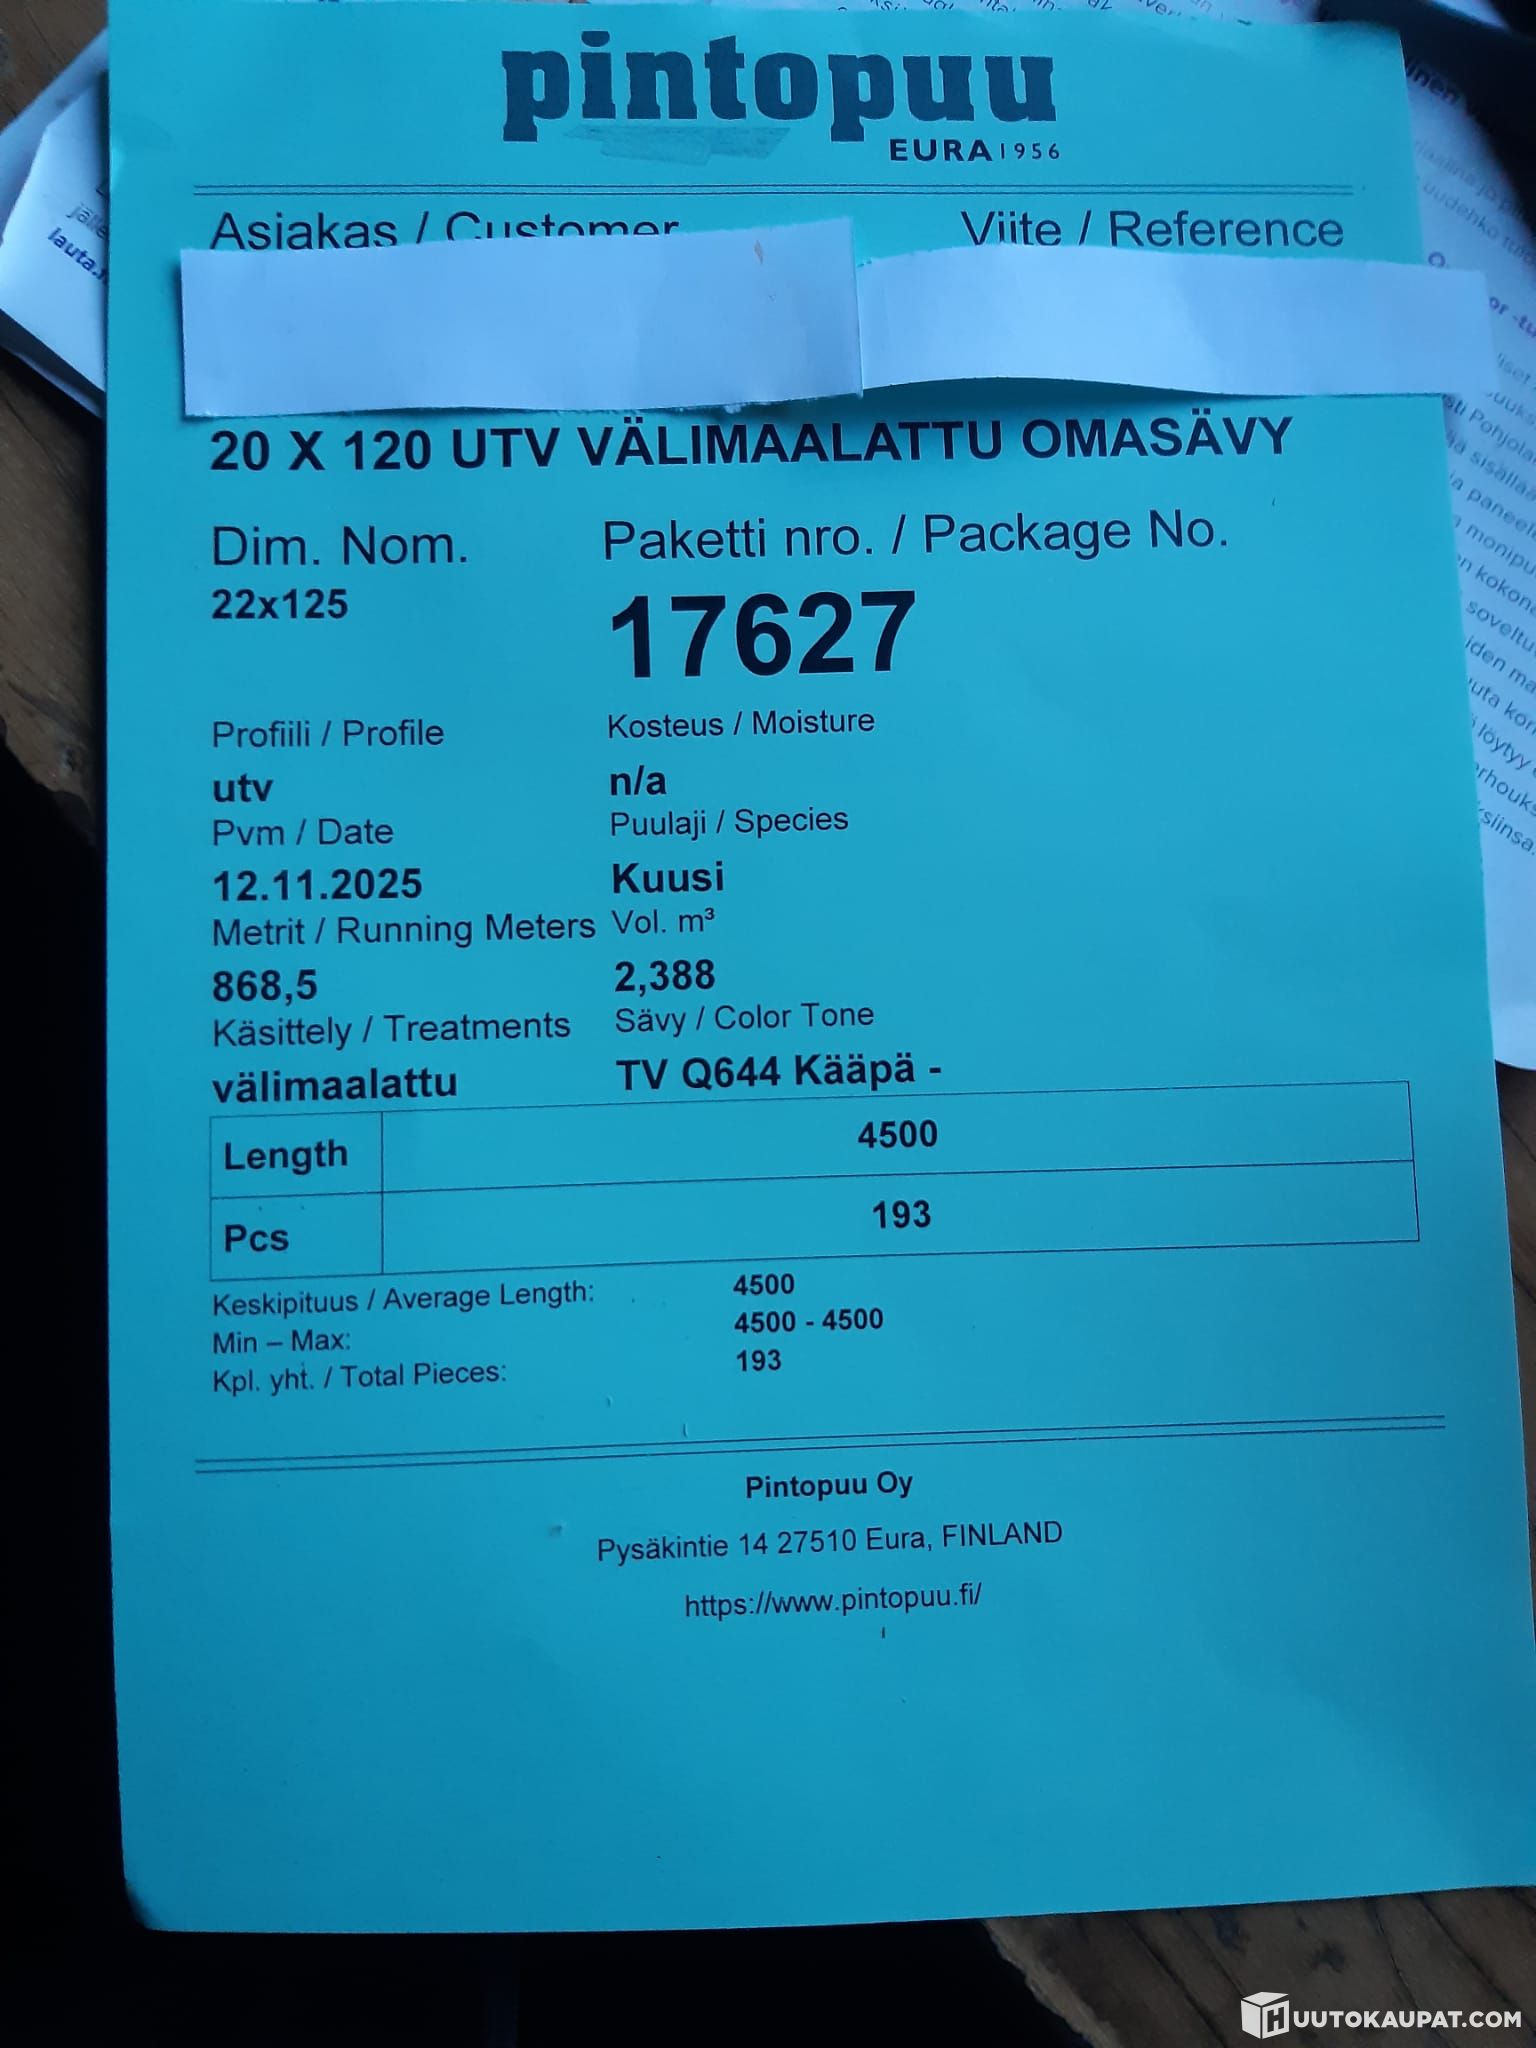 pintopuu
EURA 1956
Asiakas / Customer
Viite / Reference
20 X 120 UTV VÄLIMAALATTU OMASÄVY
Dim. Nom.
Paketti nro. / Package No.
22x125
17627
Profiili / Profile
Kosteus / Moisture
utv
n/a
Pvm / Date
Puulaji / Species
12.11.2025
Kuusi
Metrit / Running Meters
Vol. m³
868,5
2,388
Käsittely / Treatments
Sävy / Color Tone
välimaalattu
TV Q644 Kääpä -
Length 4500
Pcs 193
Keskipituus / Average Length: 4500
Min – Max: 4500 - 4500
Kpl. yht. / Total Pieces: 193
Pintopuu Oy
Pysäkintie 14 27510 Eura, FINLAND
https://www.pintopuu.fi/
HUUTOKAUPAT.COM